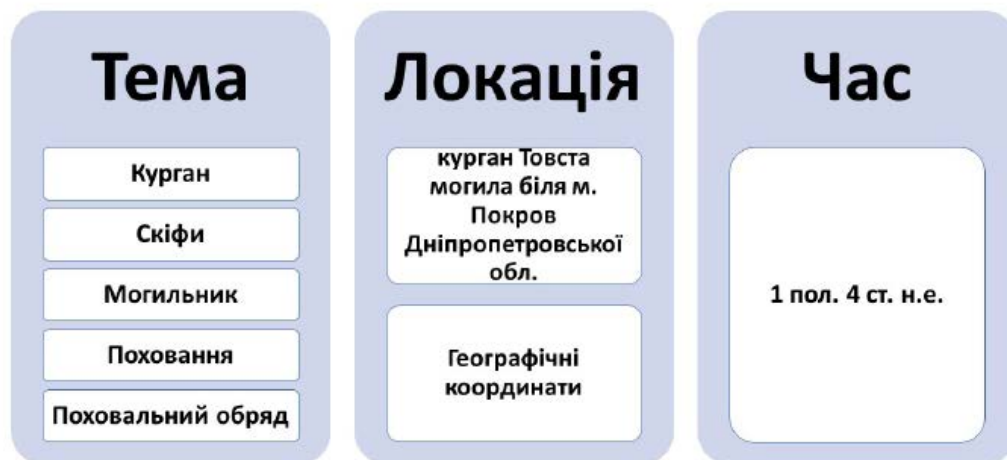 Тема
Курган
Скіфи
Могильник
Поховання
Поховальний обряд
Локація
курган Товста
могила біля м.
Покров
Дніпропетровської
обл.
Географічні
координати
Час
1 пол. 4 ст. н.е.